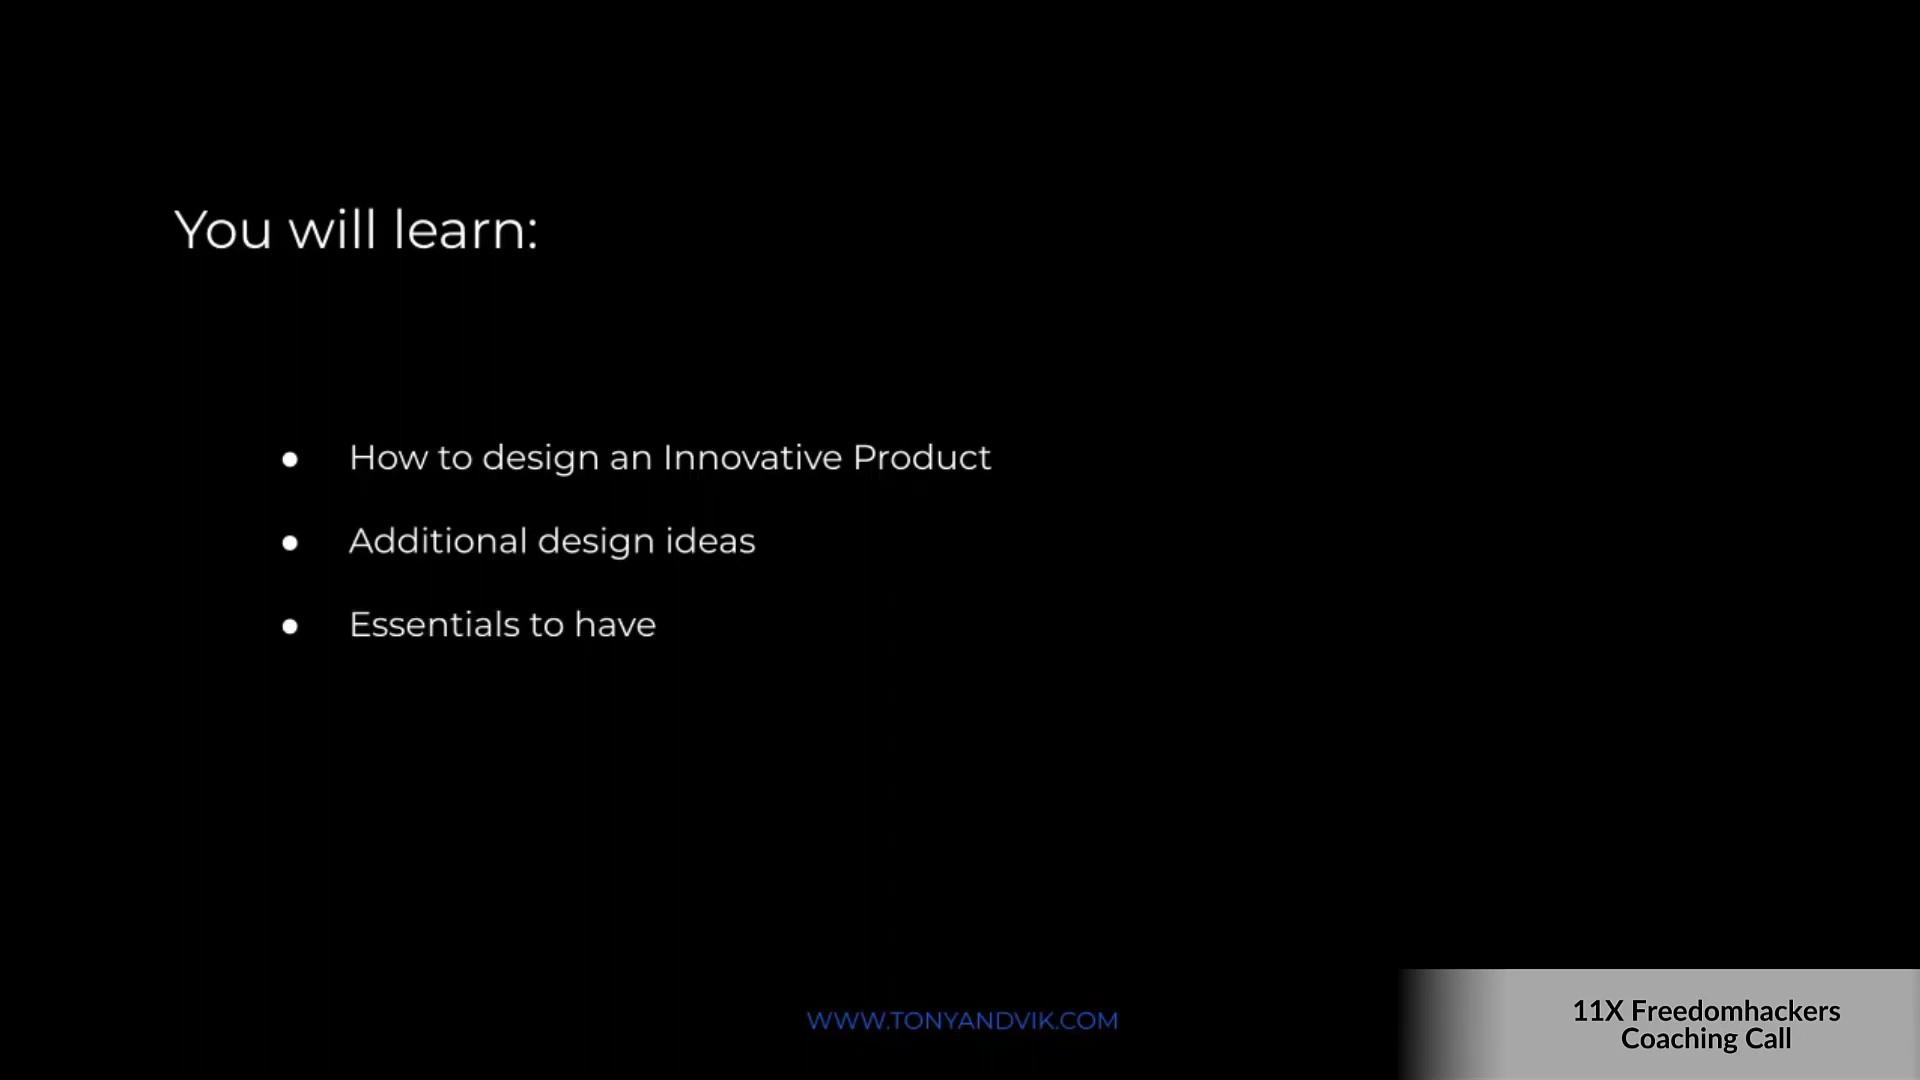 You will learn:
● How to design an Innovative Product
● Additional design ideas
● Essentials to have
WWW.TONYANDVIK.COM
11X Freedomhackers
Coaching Call